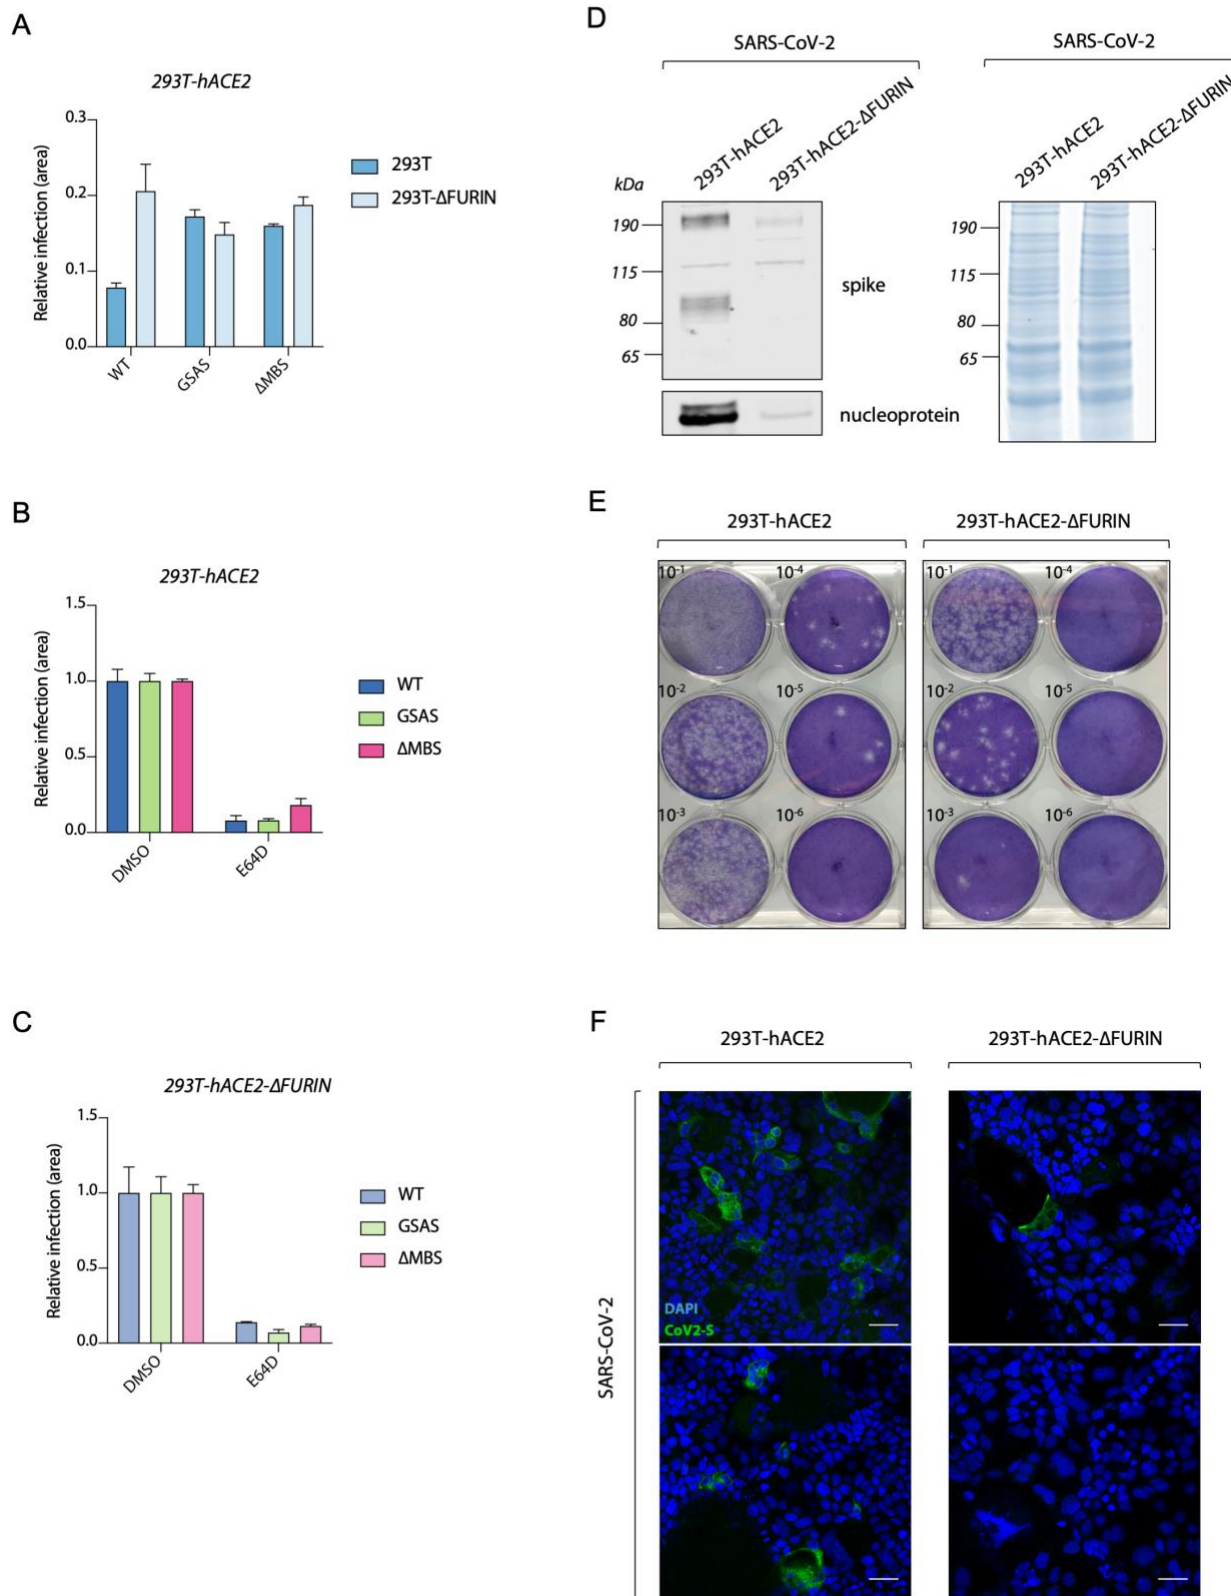 A
293T-hACE2
Relative infection (area)
0.3
0.2
0.1
0.0
WT
GSAS
ΔMBS
293T
293T-ΔFURIN
B
293T-hACE2
Relative infection (area)
1.5
1.0
0.5
0.0
DMSO
E64D
WT
GSAS
ΔMBS
C
293T-hACE2-ΔFURIN
Relative infection (area)
1.5
1.0
0.5
0.0
DMSO
E64D
WT
GSAS
ΔMBS
D
SARS-CoV-2
293T-hACE2
293T-hACE2-ΔFURIN
kDa
190
115
80
65
spike
nucleoprotein
SARS-CoV-2
293T-hACE2
293T-hACE2-ΔFURIN
190
115
80
65
E
293T-hACE2
293T-hACE2-ΔFURIN
10-1 10-4 10-1 10-4
10-2 10-5 10-2 10-5
10-3 10-6 10-3 10-6
F
293T-hACE2
293T-hACE2-ΔFURIN
SARS-CoV-2
DAPI
CoV2-S